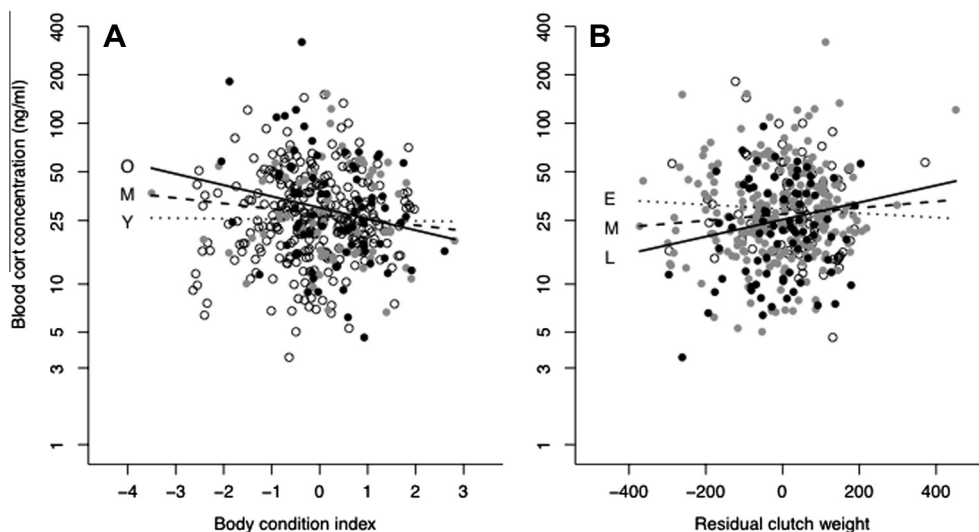 A
B
Blood cort concentration (ng/ml)
400
200
100
50
25
10
5
3
1
O
M
Y
−4 −3 −2 −1 0 1 2 3
Body condition index
400
200
100
50
25
10
5
3
1
E
M
L
−400 −200 0 200 400
Residual clutch weight